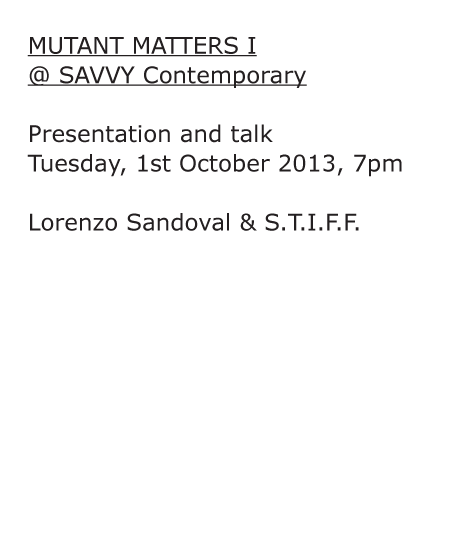 MUTANT MATTERS I
@ SAVVY Contemporary
Presentation and talk
Tuesday, 1st October 2013, 7pm
Lorenzo Sandoval & S.T.I.F.F.